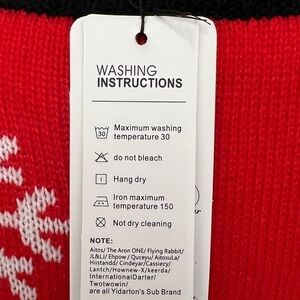 WASHING
INSTRUCTIONS
30
Maximum washing
temperature 30
do not bleach
Hang dry
Iron maximum
temperature 150
Not dry cleaning
NOTE:
Aitos/ The Aron ONE/ Flying Rabbit/
JL&LJ/ Ehpow / Quceyu/ AitosuLa/
Hiistandd/ Cindeyar/Cassiecy/
Lantch/Hownew-X/keerda/
InternationalDarter/
Twotwowin/
are all Yidarton's Sub Brand